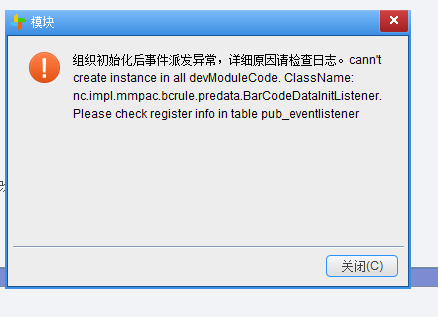 模块
组织初始化后事件派发异常，详细原因请检查日志。cann't
create instance in all devModuleCode. ClassName:
nc.impl.mmpac.bcrule.predata.BarCodeDataInitListener.
Please check register info in table pub_eventlistener
关闭(C)